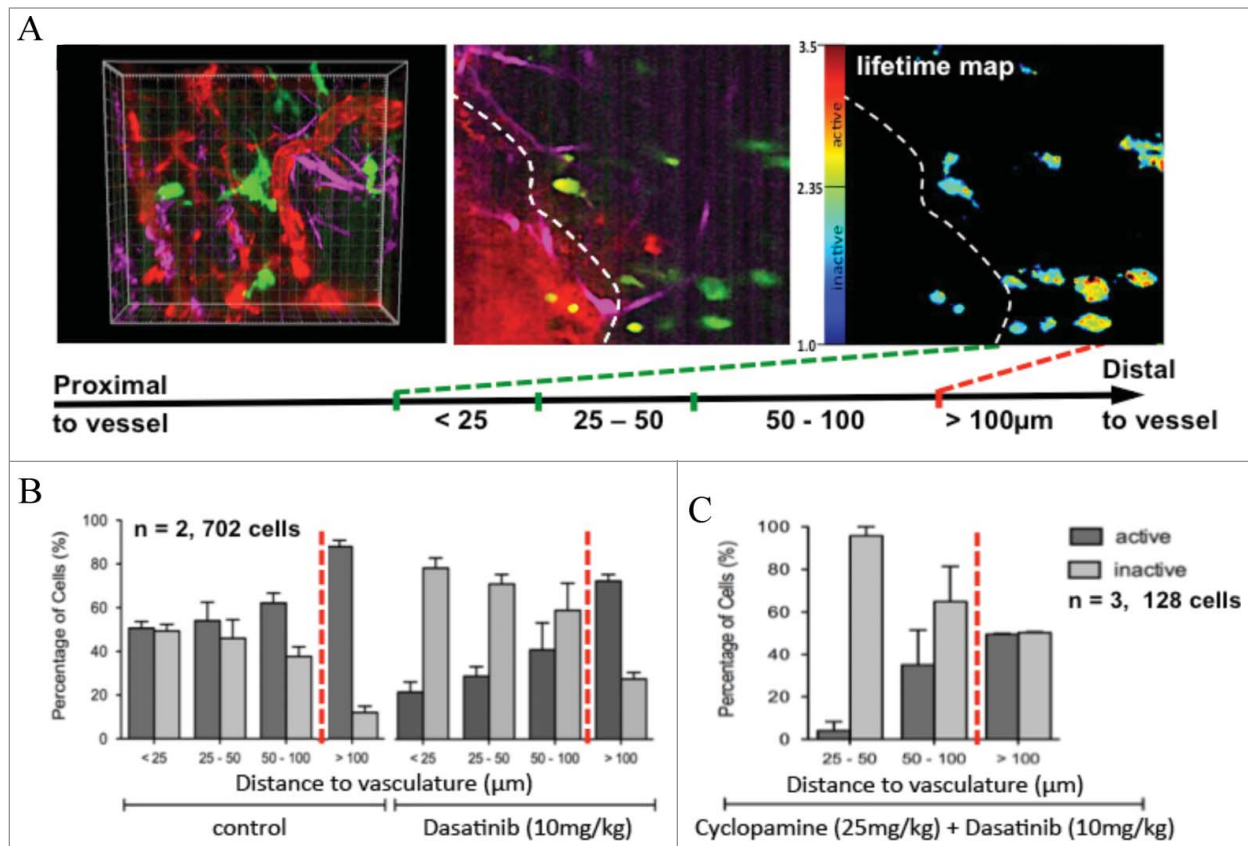 A
lifetime map
3.5
active
2.35
inactive
1.0
Proximal
to vessel
< 25
25 – 50
50 - 100
> 100µm
Distal
to vessel
B
n = 2, 702 cells
Percentage of Cells (%)
100
80
60
40
20
0
< 25
25 - 50
50 - 100
> 100
< 25
25 - 50
50 - 100
> 100
Distance to vasculature (µm)
control
Dasatinib (10mg/kg)
C
Percentage of Cells (%)
100
80
60
40
20
0
active
inactive
n = 3, 128 cells
25 - 50
50 - 100
> 100
Distance to vasculature (µm)
Cyclopamine (25mg/kg) + Dasatinib (10mg/kg)